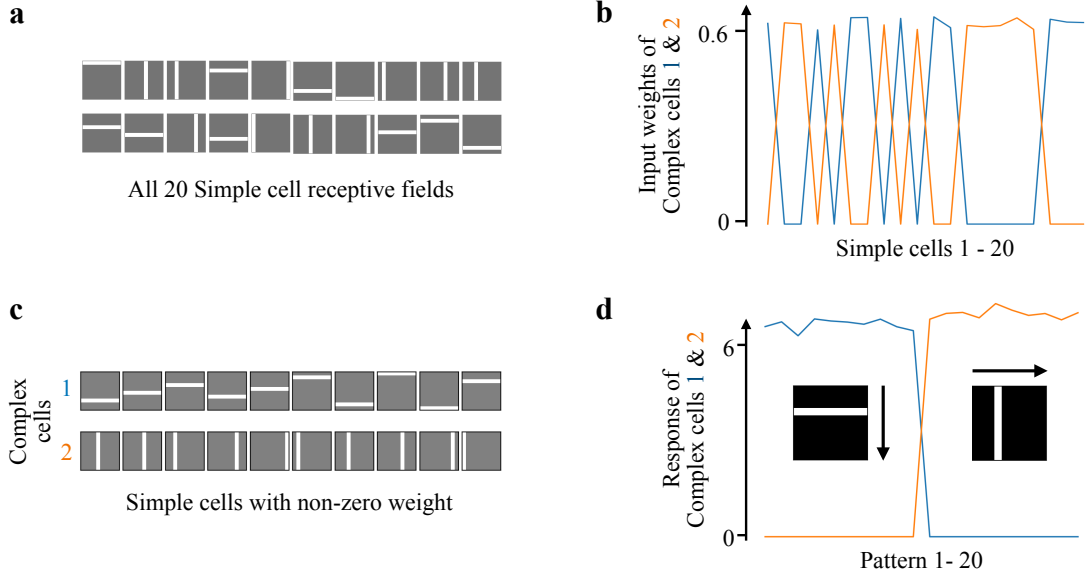 a
All 20 Simple cell receptive fields
b
Input weights of
Complex cells 1 & 2
0.6
0
Simple cells 1 - 20
c
Complex
cells
1
2
Simple cells with non-zero weight
d
Response of
Complex cells 1 & 2
6
0
Pattern 1- 20